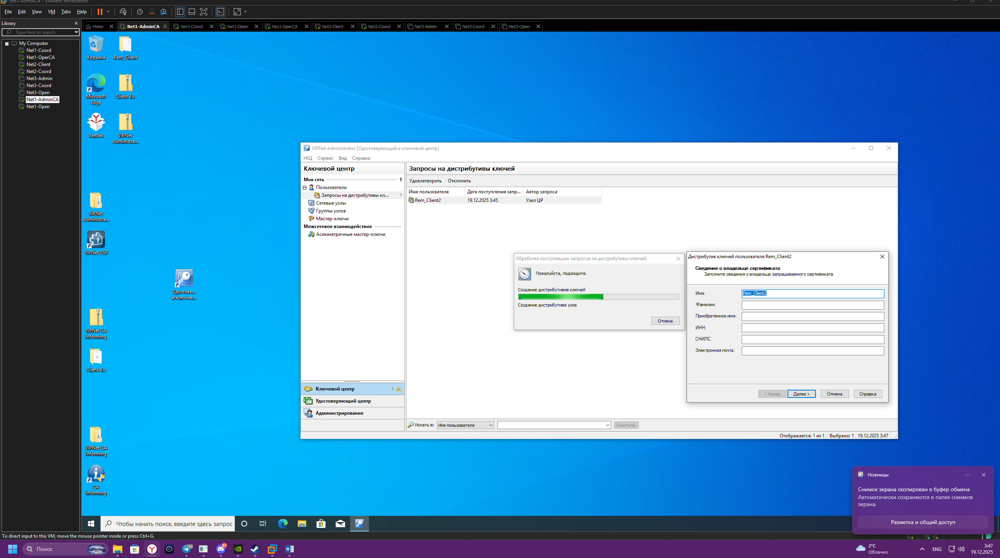 Net1-AdminCA - VMware Workstation
File Edit View VM Tabs Help
Library
Type here to search
My Computer
Net1-Coord
Net1-OperCA
Net2-Client
Net2-Coord
Net3-Admin
Net3-Coord
Net3-Open
Net1-AdminCA
Net1-Open
Home Net1-AdminCA Net1-Coord Net1-Open Net1-OperCA Net2-Client Net2-Coord Net3-Admin Net3-Coord Net3-Open
Корзина
Rem_Client
Microsoft Edge
Client 4.x
Yandex
ViPNet Administra...
ViPNet Administra...
ViPNet CSP
Удостове... и ключев...
ViPNet CA Informing
Client 4.x
ViPNet CA Informing
CA Informing
ViPNet Administrator [Удостоверяющий и ключевой центр]
УКЦ Сервис Вид Справка
Ключевой центр
Моя сеть 1
Пользователи
Запросы на дистрибутивы кл... 1
Сетевые узлы
Группы узлов
Мастер-ключи
Межсетевое взаимодействие
Асимметричные мастер-ключи
Ключевой центр 1
Удостоверяющий центр
Администрирование
Запросы на дистрибутивы ключей
Удовлетворить Отклонить
Имя пользователя Дата поступления запр... Автор запроса
Rem_Client2 19.12.2025 3:45 Узел ЦР
Обработка поступивших запросов на дистрибутивы ключей.
Пожалуйста, подождите.
Создание дистрибутивов ключей
Создание дистрибутива узла
Отмена
Дистрибутив ключей пользователя Rem_Client2
Сведения о владельце сертификата
Заполните сведения о владельце запрашиваемого сертификата.
Имя: Rem_Client2
Фамилия:
Приобретенное имя:
ИНН:
СНИЛС:
Электронная почта:
< Назад Далее > Отмена Справка
Искать в: Имя пользователя Очистить
Отображается: 1 из 1 Выбрано: 1 19.12.2025 3:47
Ножницы
Снимок экрана скопирован в буфер обмена
Автоматически сохраняются в папке снимков
экрана.
Разметка и общий доступ
Чтобы начать поиск, введите здесь запрос
To direct input to this VM, move the mouse pointer inside or press Ctrl+G.
Поиск
71
9+
2°C
Облачно
ENG
3:47
19.12.2025